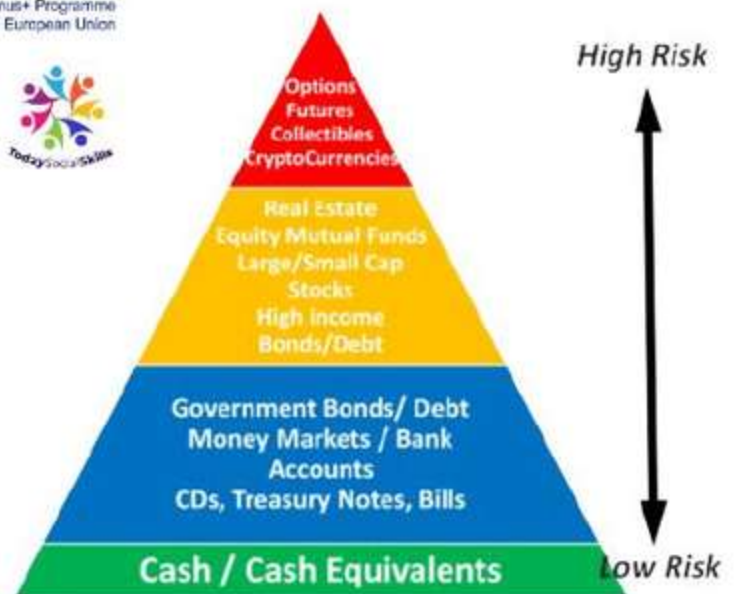 nus+ Programme
European Union
TodaySocialSkills
High Risk
Options
Futures
Collectibles
CryptoCurrencies
Real Estate
Equity Mutual Funds
Large/Small Cap
Stocks
High Income
Bonds/Debt
Government Bonds/ Debt
Money Markets / Bank
Accounts
CDs, Treasury Notes, Bills
Cash / Cash Equivalents
Low Risk